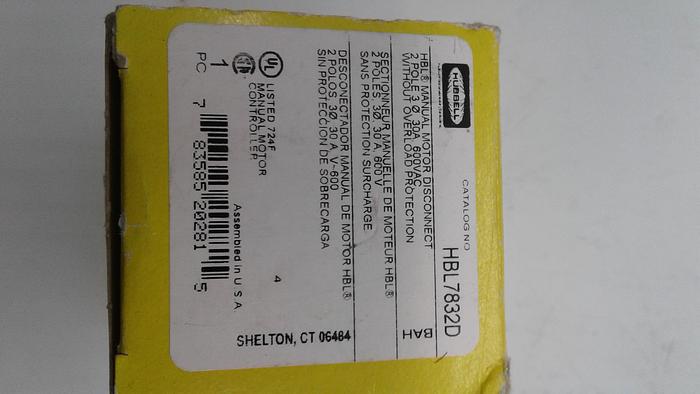 HUBBELL
CATALOG NO
HBL7832D
HBL® MANUAL MOTOR DISCONNECT
2 POLE 3 Ø, 30A, 600VAC
WITHOUT OVERLOAD PROTECTION
BAH
SECTIONNEUR MANUELLE DE MOTEUR HBL®
2 POLES 3Ø, 30 A, 600 V
SANS PROTECTION SURCHARGE
DESCONECTADOR MANUAL DE MOTOR HBL®
2 POLOS 3Ø, 30 A, V~600
SIN PROTECCION DE SOBRECARGA
UL
LISTED 724F
MANUAL MOTOR
CONTROLLER
4
SHELTON, CT 06484
1
PC
Assembled in U.S.A.
7 83585 20281 5